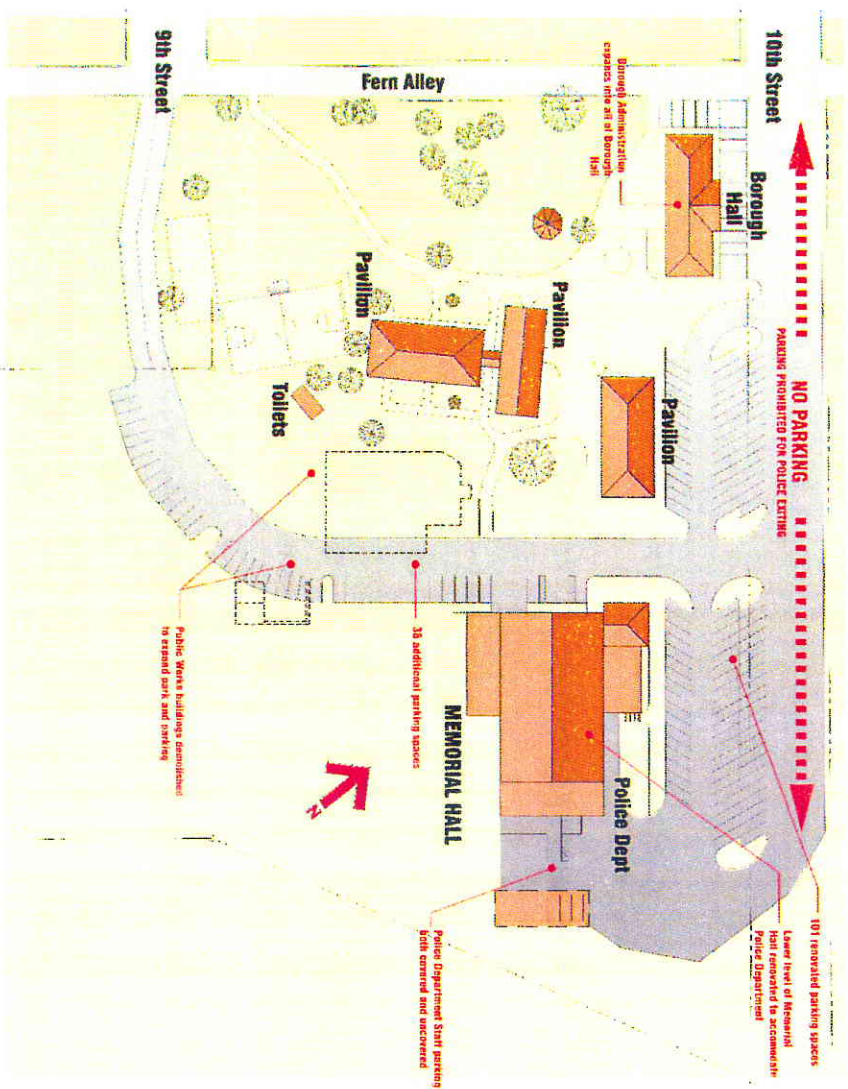 10th Street
Fern Alley
9th Street
NO PARKING
PARKING PROHIBITED FOR POLICE EXITING
Borough
Hall
Borough Administration
expands into all of Borough
Hall
Pavilion
Pavilion
Pavilion
Toilets
101 renovated parking spaces
Lower level of Memorial
Hall renovated to accomodate
Police Department
Police Dept
MEMORIAL HALL
38 additional parking spaces
Public Works buildings demolished
to expand park and parking
Police Department Staff parking
both covered and uncovered
N